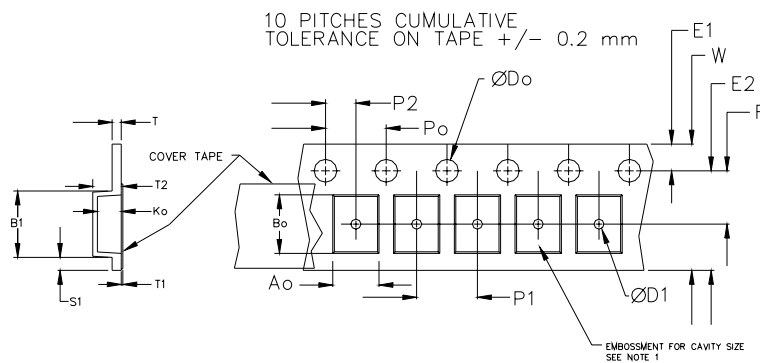 10 PITCHES CUMULATIVE
TOLERANCE ON TAPE +/- 0.2 mm
E1
W
E2
F
ØDo
P2
Po
T
COVER TAPE
T2
Ko
B1
Bo
S1
T1
Ao
P1
ØD1
EMBOSSMENT FOR CAVITY SIZE
SEE NOTE 1